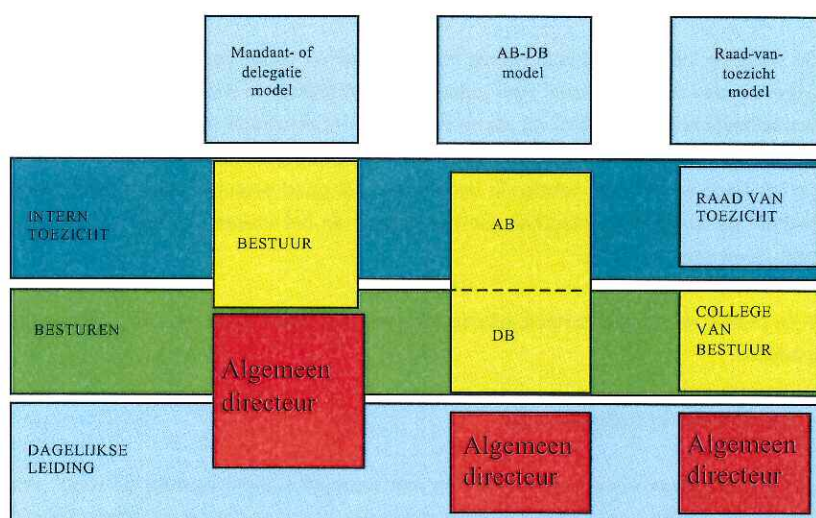 Mandaat- of
delegatie
model
AB-DB
model
Raad-van-
toezicht
model
INTERN
TOEZICHT
BESTUUR
AB
RAAD VAN
TOEZICHT
BESTUREN
Algemeen
directeur
DB
COLLEGE
VAN
BESTUUR
DAGELIJKSE
LEIDING
Algemeen
directeur
Algemeen
directeur